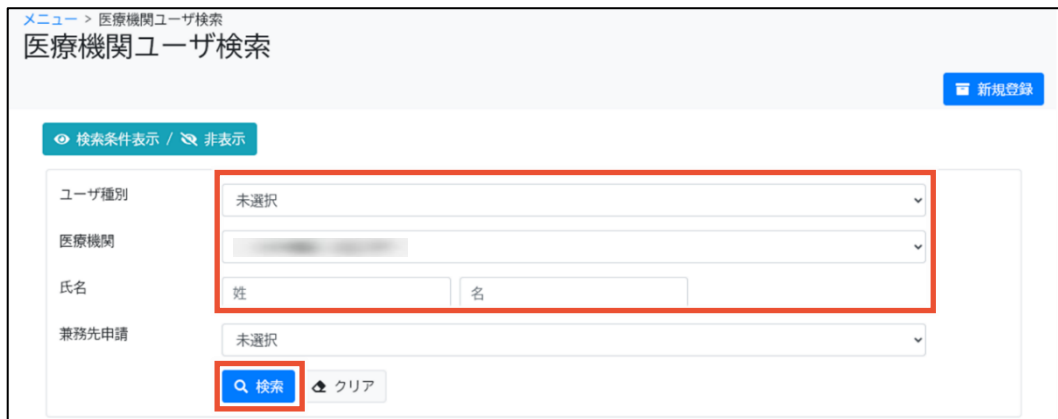 メニュー > 医療機関ユーザ検索
医療機関ユーザ検索
新規登録
検索条件表示 / 非表示
ユーザ種別 未選択
医療機関
氏名 姓 名
兼務先申請 未選択
検索 クリア